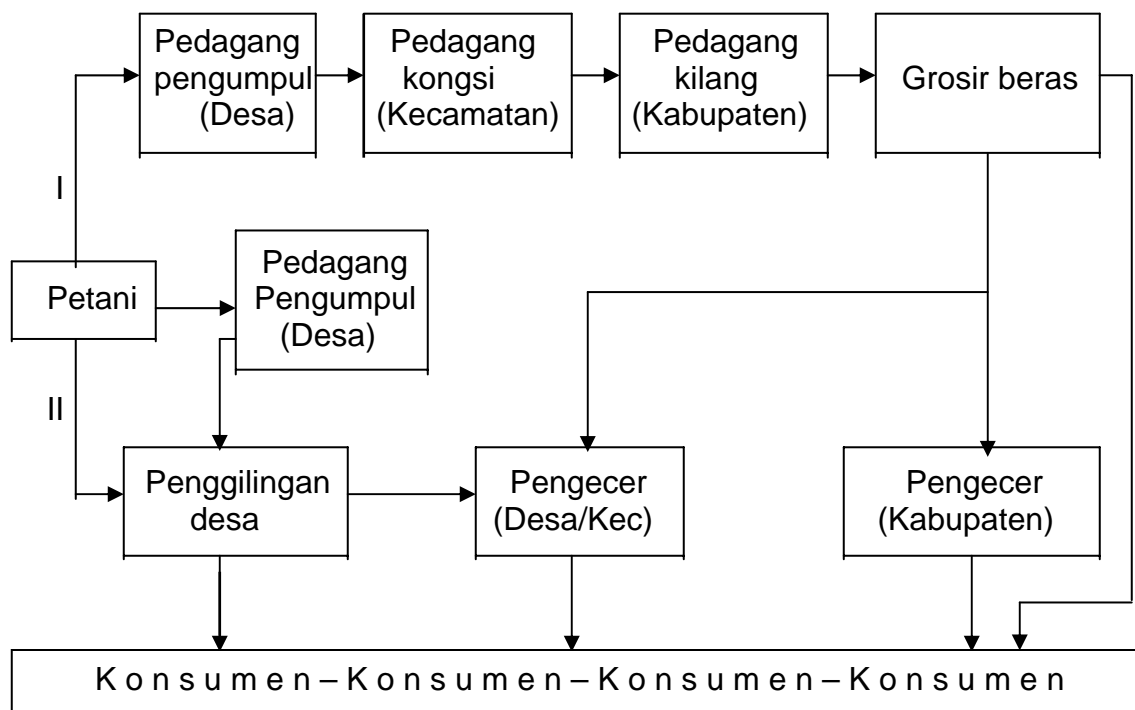 Pedagang
pengumpul
(Desa)
Pedagang
kongsi
(Kecamatan)
Pedagang
kilang
(Kabupaten)
Grosir beras
I
Petani
Pedagang
Pengumpul
(Desa)
II
Penggilingan
desa
Pengecer
(Desa/Kec)
Pengecer
(Kabupaten)
K o n s u m e n – K o n s u m e n – K o n s u m e n – K o n s u m e n